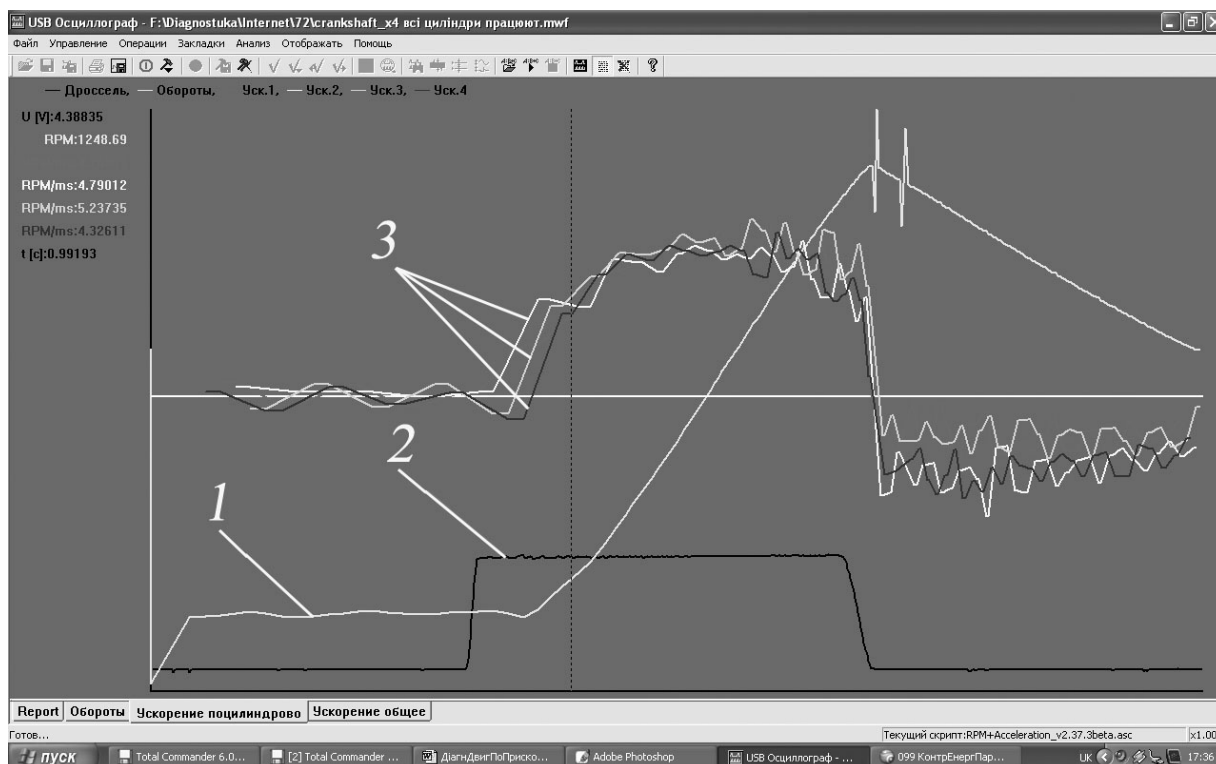 USB Осциллограф - F:\Diagnostuka\Internet\72\crankshaft_x4 всі циліндри працюют.mwf
Файл Управление Операции Закладки Анализ Отображать Помощь
— Дроссель, — Обороты, Уск.1, — Уск.2, — Уск.3, — Уск.4
U [V]:4.38835
RPM:1248.69
RPM/ms:4.79012
RPM/ms:5.23735
RPM/ms:4.32611
t [c]:0.99193
3
2
1
Report Обороты Ускорение поцилиндрово Ускорение общее
Готов... Текущий скрипт:RPM+Acceleration_v2.37.3beta.asc x1.00
пуск Total Commander 6.0... [2] Total Commander ... ДіагнДвигПоПриско... Adobe Photoshop USB Осциллограф - ... 099 КонтрЕнергПар... UK 17:36